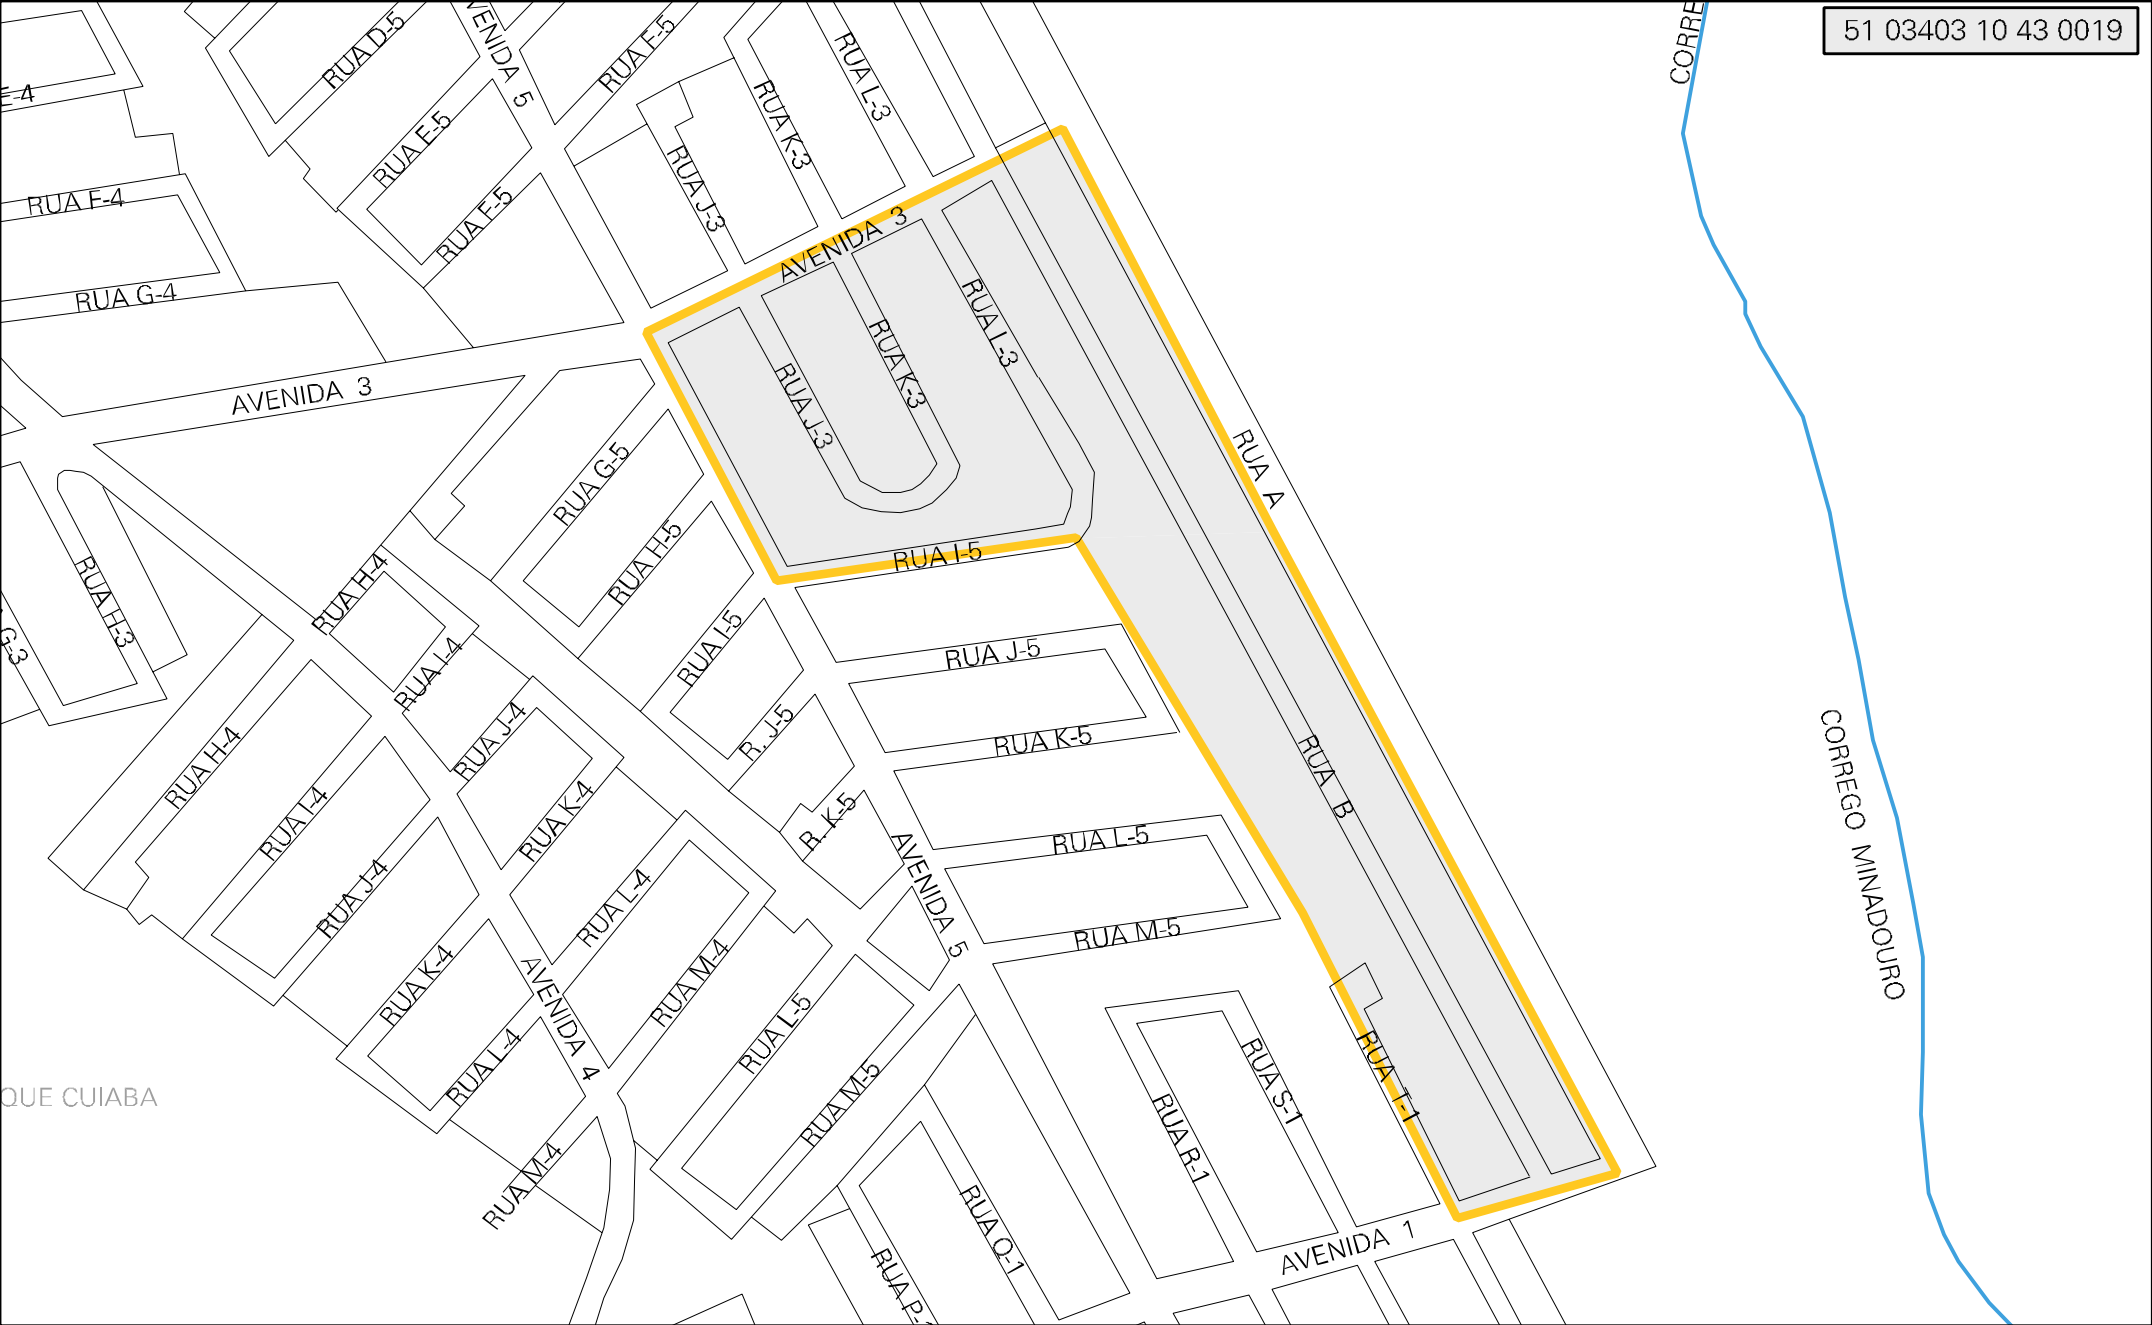 51 03403 10 43 0019
RUA D-5
AVENIDA 5
RUA F-5
RUA L-3
CORRE
E-4
RUA E-5
RUA K-3
RUA J-3
RUA F-4
RUA F-5
AVENIDA 3
RUA G-4
RUA L-3
RUA K-3
AVENIDA 3
RUA J-3
RUA G-5
RUA A
RUA H-5
RUA I-5
RUA H-4
RUA H-3
G-3
RUA I-5
RUA J-5
RUA I-4
R. J-5
RUA J-4
RUA K-5
RUA H-4
RUA B
CORREGO MINADOURO
RUA I-4
RUA K-4
R. K-5
RUA L-5
AVENIDA 5
RUA J-4
RUA L-4
RUA M-5
RUA K-4
RUA M-4
AVENIDA 4
RUA L-5
RUA L-4
RUA T-1
RUA S-1
QUE CUIABA
RUA M-5
RUA R-1
RUA M-4
RUA Q-1
AVENIDA 1
RUA P-